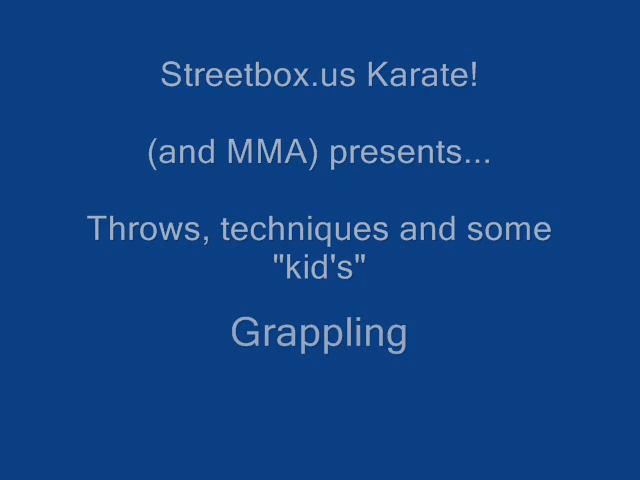 Streetbox.us Karate!
(and MMA) presents...
Throws, techniques and some
"kid's"
Grappling